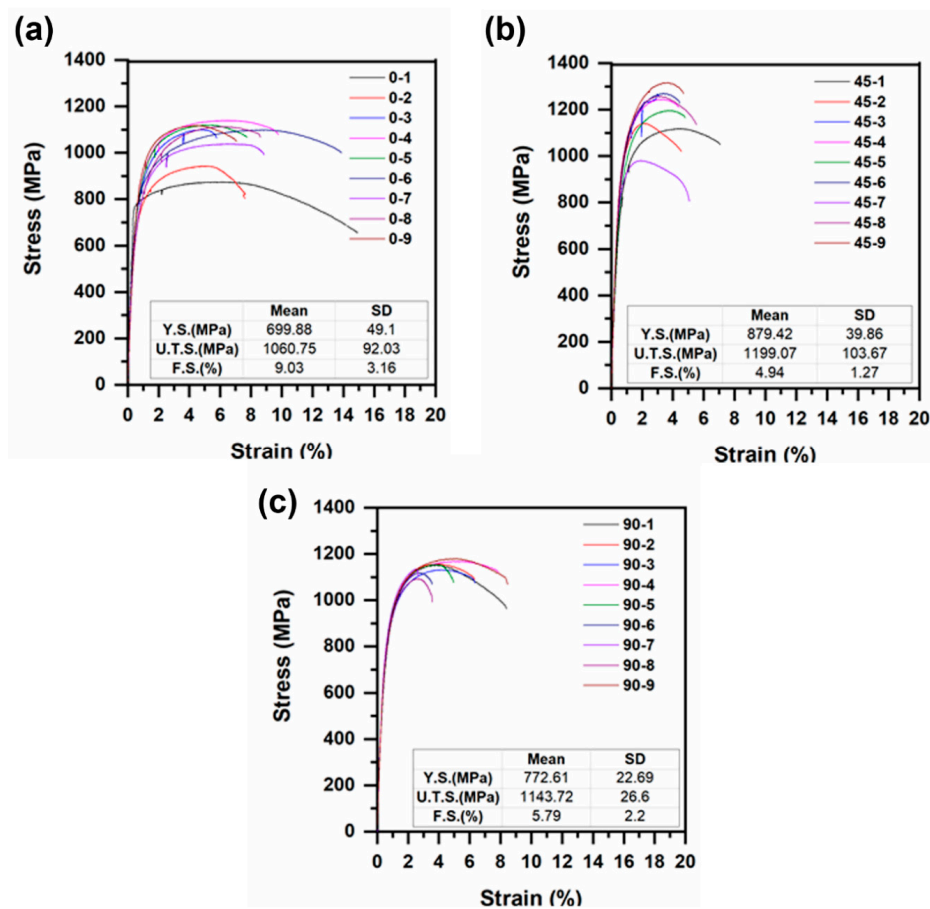 (a)
1400
1200
1000
800
600
400
200
0
Stress (MPa)
0-1
0-2
0-3
0-4
0-5
0-6
0-7
0-8
0-9
Mean SD
Y.S.(MPa) 699.88 49.1
U.T.S.(MPa) 1060.75 92.03
F.S.(%) 9.03 3.16
0 2 4 6 8 10 12 14 16 18 20
Strain (%)
(b)
1400
1200
1000
800
600
400
200
0
Stress (MPa)
45-1
45-2
45-3
45-4
45-5
45-6
45-7
45-8
45-9
Mean SD
Y.S.(MPa) 879.42 39.86
U.T.S.(MPa) 1199.07 103.67
F.S.(%) 4.94 1.27
0 2 4 6 8 10 12 14 16 18 20
Strain (%)
(c)
1400
1200
1000
800
600
400
200
0
Stress (MPa)
90-1
90-2
90-3
90-4
90-5
90-6
90-7
90-8
90-9
Mean SD
Y.S.(MPa) 772.61 22.69
U.T.S.(MPa) 1143.72 26.6
F.S.(%) 5.79 2.2
0 2 4 6 8 10 12 14 16 18 20
Strain (%)